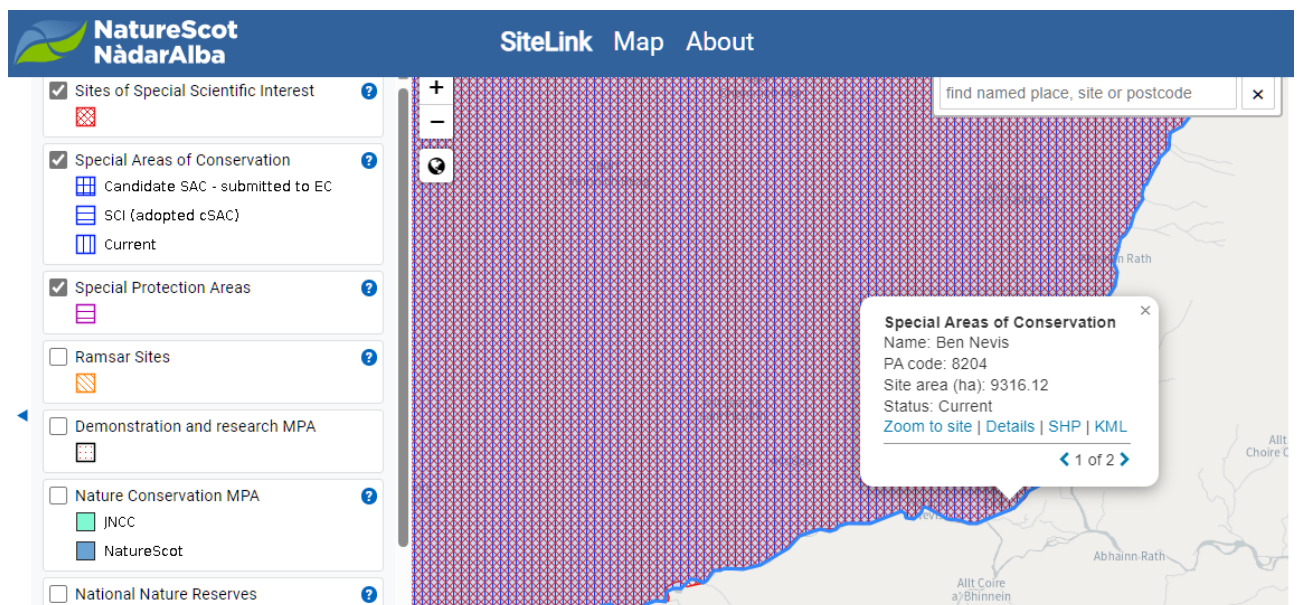 NatureScot
NàdarAlba
SiteLink Map About
Sites of Special Scientific Interest ?
Special Areas of Conservation ?
Candidate SAC - submitted to EC
SCI (adopted cSAC)
Current
Special Protection Areas ?
Ramsar Sites ?
Demonstration and research MPA
Nature Conservation MPA ?
JNCC
NatureScot
National Nature Reserves ?
+
−
find named place, site or postcode ×
Rath
Special Areas of Conservation ×
Name: Ben Nevis
PA code: 8204
Site area (ha): 9316.12
Status: Current
Zoom to site | Details | SHP | KML
1 of 2
Allt
Choire C
Abhainn Rath
Allt Coire
a' Bhinnein